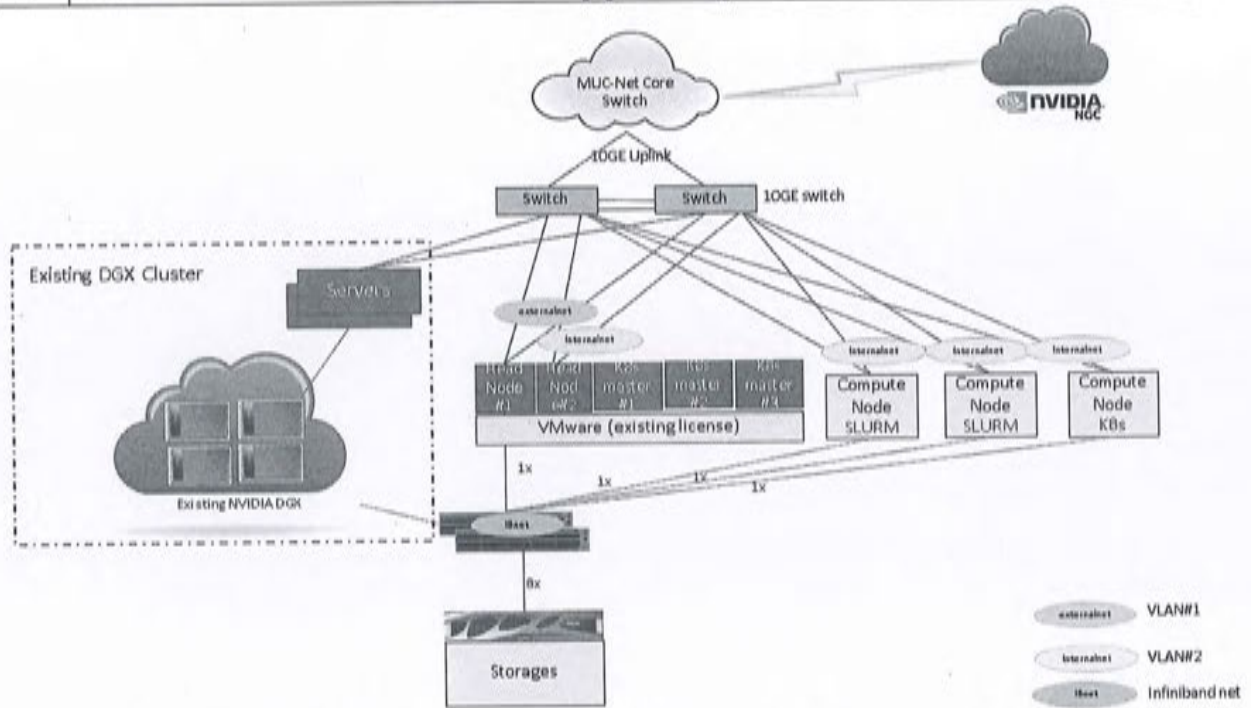 MUC-Net Core
Switch
NVIDIA
NGC
10GE Uplink
Switch
Switch
10GE switch
Existing DGX Cluster
Servers
externalnet
Internalnet
Internalnet
Internalnet
Internalnet
Node
#1
Node
#2
K8s
master
#1
K8s
master
#2
K8s
master
#3
Compute
Node
SLURM
Compute
Node
SLURM
Compute
Node
K8s
VMware (existing license)
1x
1x
1x
1x
Existing NVIDIA DGX
IBnet
8x
Storages
externalnet
VLAN#1
Internalnet
VLAN#2
IBnet
Infiniband net